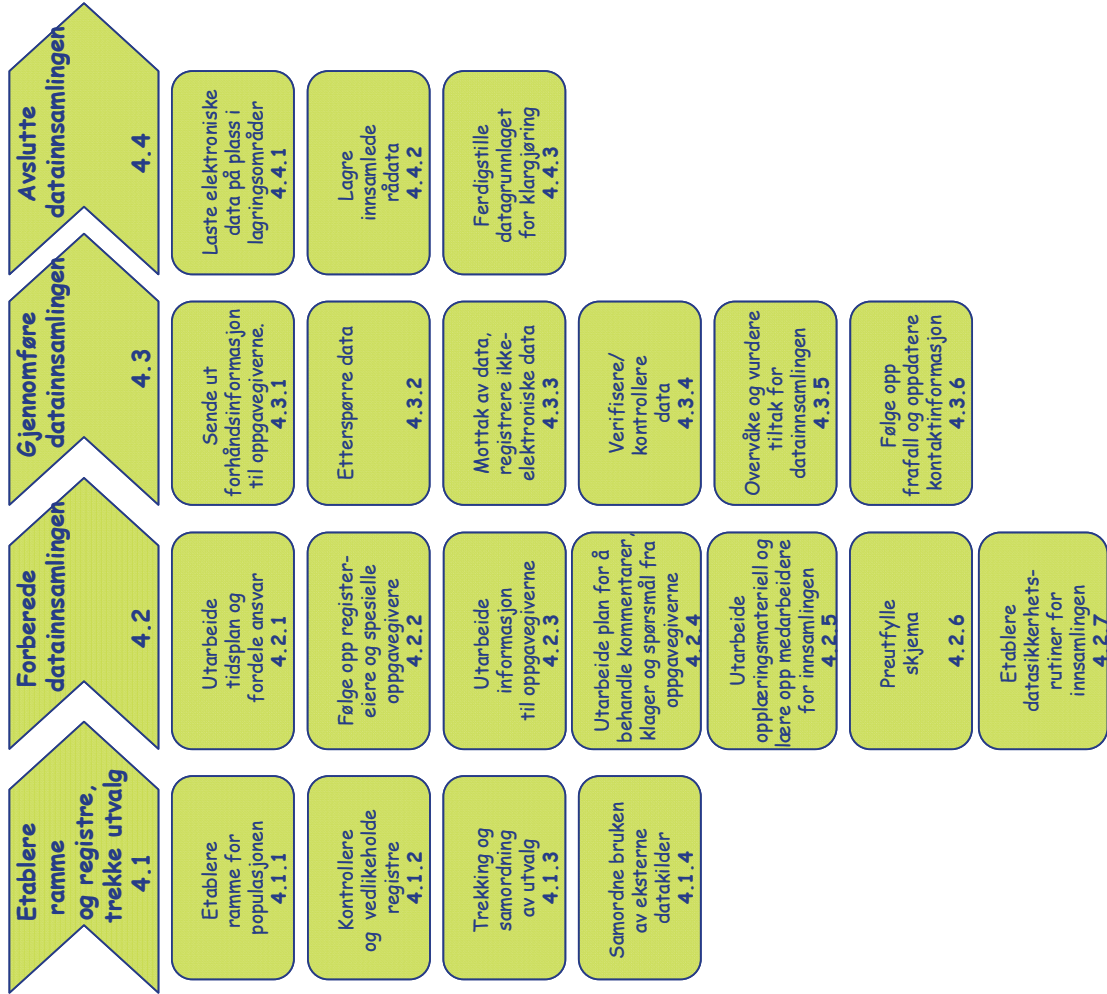 Etablere
ramme
og registre,
trekke utvalg
4.1
Forberede
datainnsamlingen
4.2
Gjennomføre
datainnsamlingen
4.3
Avslutte
datainnsamlingen
4.4
Etablere
ramme for
populasjonen
4.1.1
Kontrollere
og vedlikeholde
registre
4.1.2
Trekking og
samordning
av utvalg
4.1.3
Samordne bruken
av eksterne
datakilder
4.1.4
Utarbeide
tidsplan og
fordele ansvar
4.2.1
Følge opp register-
eiere og spesielle
oppgavegivere
4.2.2
Utarbeide
informasjon
til oppgavegiverne
4.2.3
Utarbeide plan for å
behandle kommentarer,
klager og spørsmål fra
oppgavegiverne
4.2.4
Utarbeide
opplæringsmateriell og
lære opp medarbeidere
for innsamlingen
4.2.5
Preutfylle
skjema
4.2.6
Etablere
datasikkerhets-
rutiner for
innsamlingen
4.2.7
Sende ut
forhåndsinformasjon
til oppgavegiverne.
4.3.1
Etterspørre data
4.3.2
Mottak av data,
registrere ikke-
elektroniske data
4.3.3
Verifisere/
kontrollere
data
4.3.4
Overvåke og vurdere
tiltak for
datainnsamlingen
4.3.5
Følge opp
frafall og oppdatere
kontaktinformasjon
4.3.6
Laste elektroniske
data på plass i
lagringsområder
4.4.1
Lagre
innsamlede
rådata
4.4.2
Ferdigstille
datagrunnlaget
for klargjøring
4.4.3